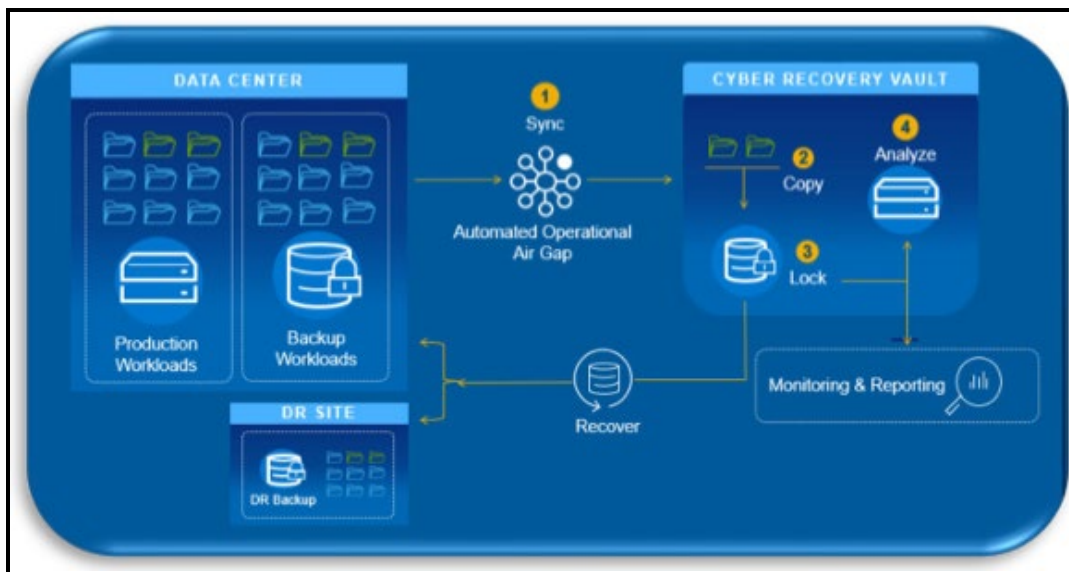 DATA CENTER
Production
Workloads
Backup
Workloads
1
Sync
Automated Operational
Air Gap
CYBER RECOVERY VAULT
2
Copy
3
Lock
4
Analyze
Monitoring & Reporting
Recover
DR SITE
DR Backup